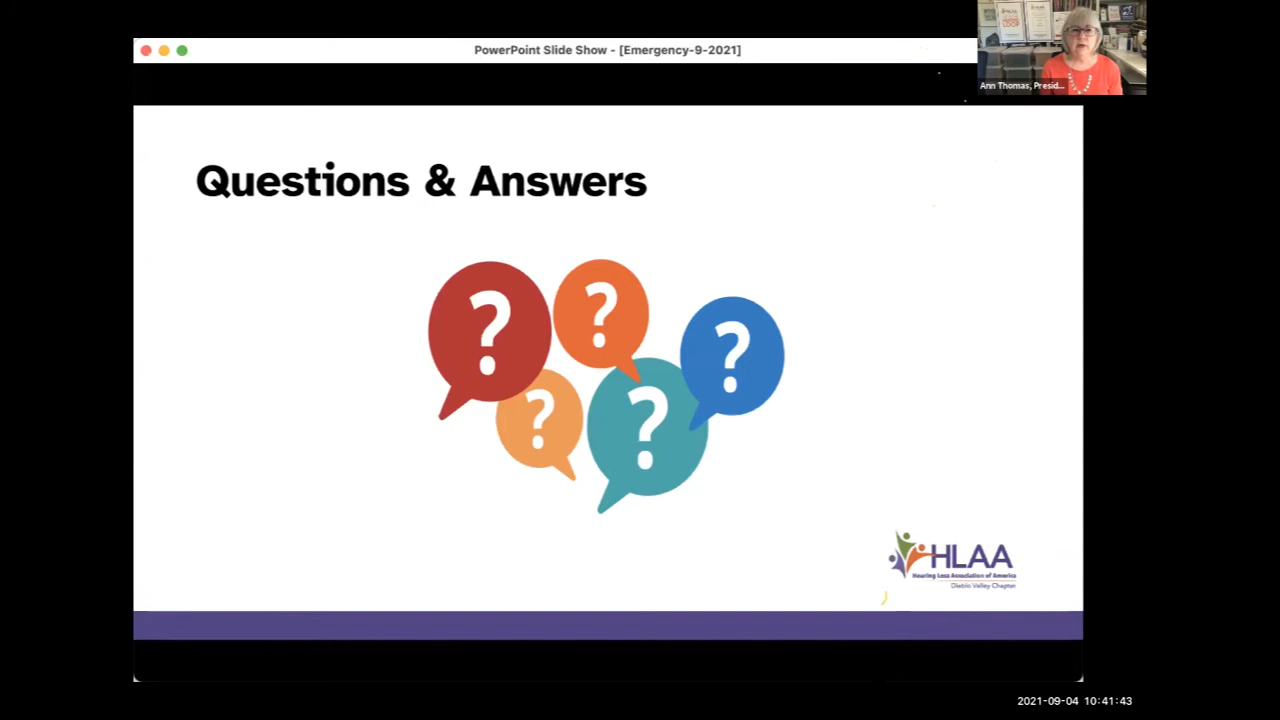 PowerPoint Slide Show - [Emergency-9-2021]
Ann Thomas, Presid...
Questions & Answers
?
?
?
?
?
HLAA
Hearing Loss Association of America
Diablo Valley Chapter
2021-09-04 10:41:43